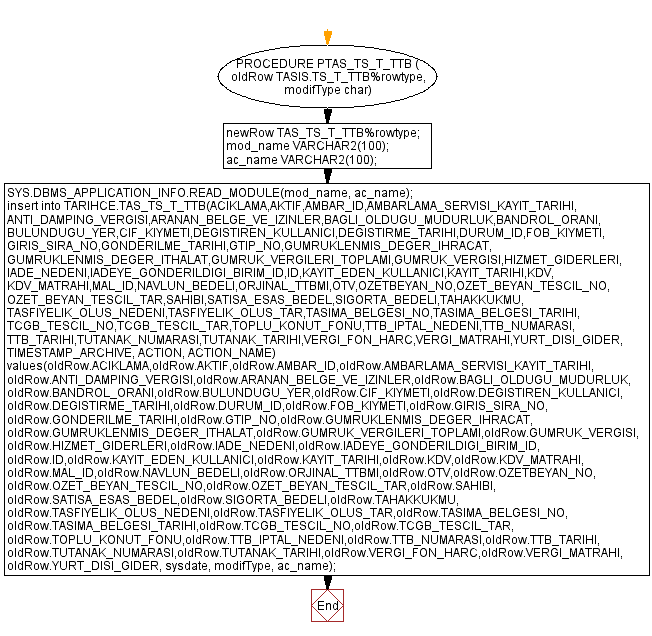 PROCEDURE PTAS_TS_T_TTB (
oldRow TASIS.TS_T_TTB%rowtype,
modifType char)
newRow TAS_TS_T_TTB%rowtype;
mod_name VARCHAR2(100);
ac_name VARCHAR2(100);
SYS.DBMS_APPLICATION_INFO.READ_MODULE(mod_name, ac_name);
insert into TARIHCE.TAS_TS_T_TTB(ACIKLAMA,AKTIF,AMBAR_ID,AMBARLAMA_SERVISI_KAYIT_TARIHI,
ANTI_DAMPING_VERGISI,ARANAN_BELGE_VE_IZINLER,BAGLI_OLDUGU_MUDURLUK,BANDROL_ORANI,
BULUNDUGU_YER,CIF_KIYMETI,DEGISTIREN_KULLANICI,DEGISTIRME_TARIHI,DURUM_ID,FOB_KIYMETI,
GIRIS_SIRA_NO,GONDERILME_TARIHI,GTIP_NO,GUMRUKLENMIS_DEGER_IHRACAT,
GUMRUKLENMIS_DEGER_ITHALAT,GUMRUK_VERGILERI_TOPLAMI,GUMRUK_VERGISI,HIZMET_GIDERLERI,
IADE_NEDENI,IADEYE_GONDERILDIGI_BIRIM_ID,ID,KAYIT_EDEN_KULLANICI,KAYIT_TARIHI,KDV,
KDV_MATRAHI,MAL_ID,NAVLUN_BEDELI,ORJINAL_TTBMI,OTV,OZETBEYAN_NO,OZET_BEYAN_TESCIL_NO,
OZET_BEYAN_TESCIL_TAR,SAHIBI,SATISA_ESAS_BEDEL,SIGORTA_BEDELI,TAHAKKUKMU,
TASFIYELIK_OLUS_NEDENI,TASFIYELIK_OLUS_TAR,TASIMA_BELGESI_NO,TASIMA_BELGESI_TARIHI,
TCGB_TESCIL_NO,TCGB_TESCIL_TAR,TOPLU_KONUT_FONU,TTB_IPTAL_NEDENI,TTB_NUMARASI,
TTB_TARIHI,TUTANAK_NUMARASI,TUTANAK_TARIHI,VERGI_FON_HARC,VERGI_MATRAHI,YURT_DISI_GIDER,
TIMESTAMP_ARCHIVE, ACTION, ACTION_NAME)
values(oldRow.ACIKLAMA,oldRow.AKTIF,oldRow.AMBAR_ID,oldRow.AMBARLAMA_SERVISI_KAYIT_TARIHI,
oldRow.ANTI_DAMPING_VERGISI,oldRow.ARANAN_BELGE_VE_IZINLER,oldRow.BAGLI_OLDUGU_MUDURLUK,
oldRow.BANDROL_ORANI,oldRow.BULUNDUGU_YER,oldRow.CIF_KIYMETI,oldRow.DEGISTIREN_KULLANICI,
oldRow.DEGISTIRME_TARIHI,oldRow.DURUM_ID,oldRow.FOB_KIYMETI,oldRow.GIRIS_SIRA_NO,
oldRow.GONDERILME_TARIHI,oldRow.GTIP_NO,oldRow.GUMRUKLENMIS_DEGER_IHRACAT,
oldRow.GUMRUKLENMIS_DEGER_ITHALAT,oldRow.GUMRUK_VERGILERI_TOPLAMI,oldRow.GUMRUK_VERGISI,
oldRow.HIZMET_GIDERLERI,oldRow.IADE_NEDENI,oldRow.IADEYE_GONDERILDIGI_BIRIM_ID,
oldRow.ID,oldRow.KAYIT_EDEN_KULLANICI,oldRow.KAYIT_TARIHI,oldRow.KDV,oldRow.KDV_MATRAHI,
oldRow.MAL_ID,oldRow.NAVLUN_BEDELI,oldRow.ORJINAL_TTBMI,oldRow.OTV,oldRow.OZETBEYAN_NO,
oldRow.OZET_BEYAN_TESCIL_NO,oldRow.OZET_BEYAN_TESCIL_TAR,oldRow.SAHIBI,
oldRow.SATISA_ESAS_BEDEL,oldRow.SIGORTA_BEDELI,oldRow.TAHAKKUKMU,
oldRow.TASFIYELIK_OLUS_NEDENI,oldRow.TASFIYELIK_OLUS_TAR,oldRow.TASIMA_BELGESI_NO,
oldRow.TASIMA_BELGESI_TARIHI,oldRow.TCGB_TESCIL_NO,oldRow.TCGB_TESCIL_TAR,
oldRow.TOPLU_KONUT_FONU,oldRow.TTB_IPTAL_NEDENI,oldRow.TTB_NUMARASI,oldRow.TTB_TARIHI,
oldRow.TUTANAK_NUMARASI,oldRow.TUTANAK_TARIHI,oldRow.VERGI_FON_HARC,oldRow.VERGI_MATRAHI,
oldRow.YURT_DISI_GIDER, sysdate, modifType, ac_name);
End